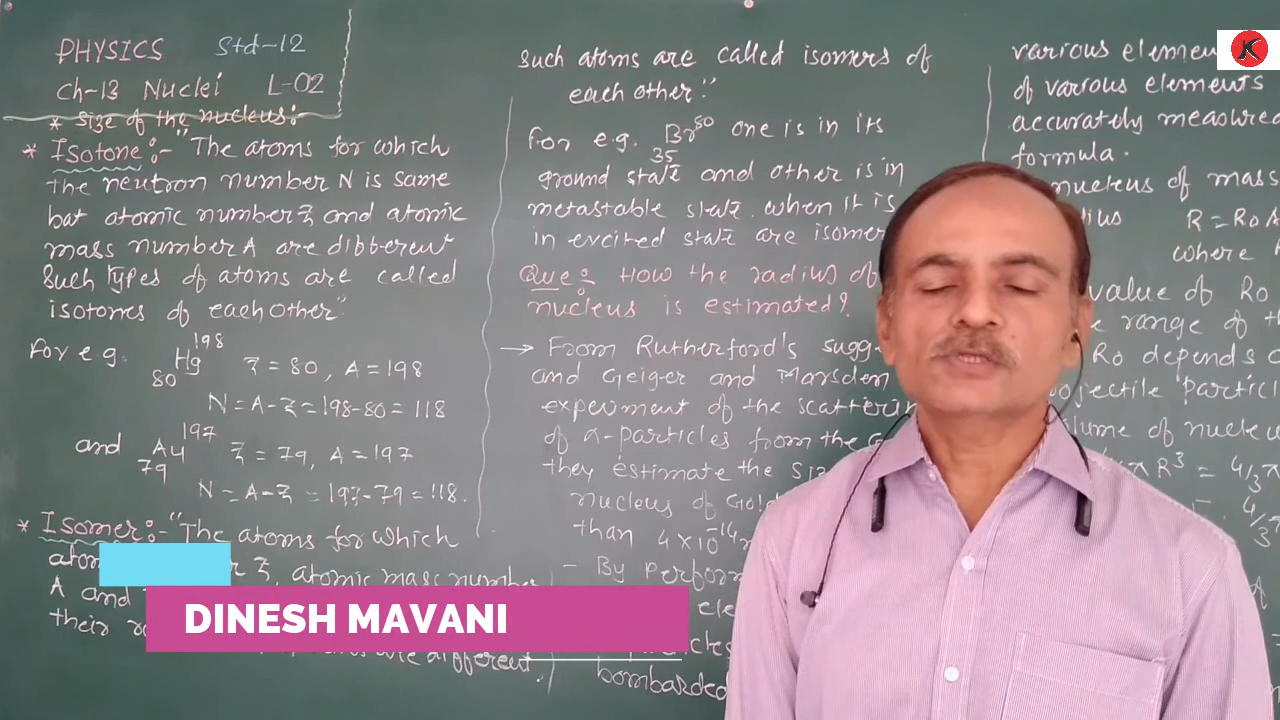 PHYSICS Std-12
Ch-13 Nuclei L-02
* Size of the nucleus:-
* Isotone:- "The atoms for which
the neutron number N is same
but atomic number Z and atomic
mass number A are different
such types of atoms are called
isotones of each other"
For e.g. 80Hg198 Z = 80, A = 198
N = A-Z = 198-80 = 118
and 79Au197 Z = 79, A = 197
N = A-Z = 197-79 = 118.
* Isomer:- "The atoms for which
Z, atomic mass number
A and
their
are different.
such atoms are called isomers of
each other."
For e.g. 35Br80 one is in its
ground state and other is in
metastable state. when it is
in excited state are isomer
Que: How the radius of
nucleus is estimated?
→ From Rutherford's sugge
and Geiger and Marsden
experiment of the scatterin
of α-particles from the
they estimate the
nucleus of Gold
than 4×10-14
- By perform
ele
bombarded
various elemen
of various elements
accurately measured
formula.
nucleus of mass
R = R0 A
where
value of R0
range of t
R0 depends
projectile particl
volume of nucleus
π R3 = 4/3 π
4/3
of
K
DINESH MAVANI